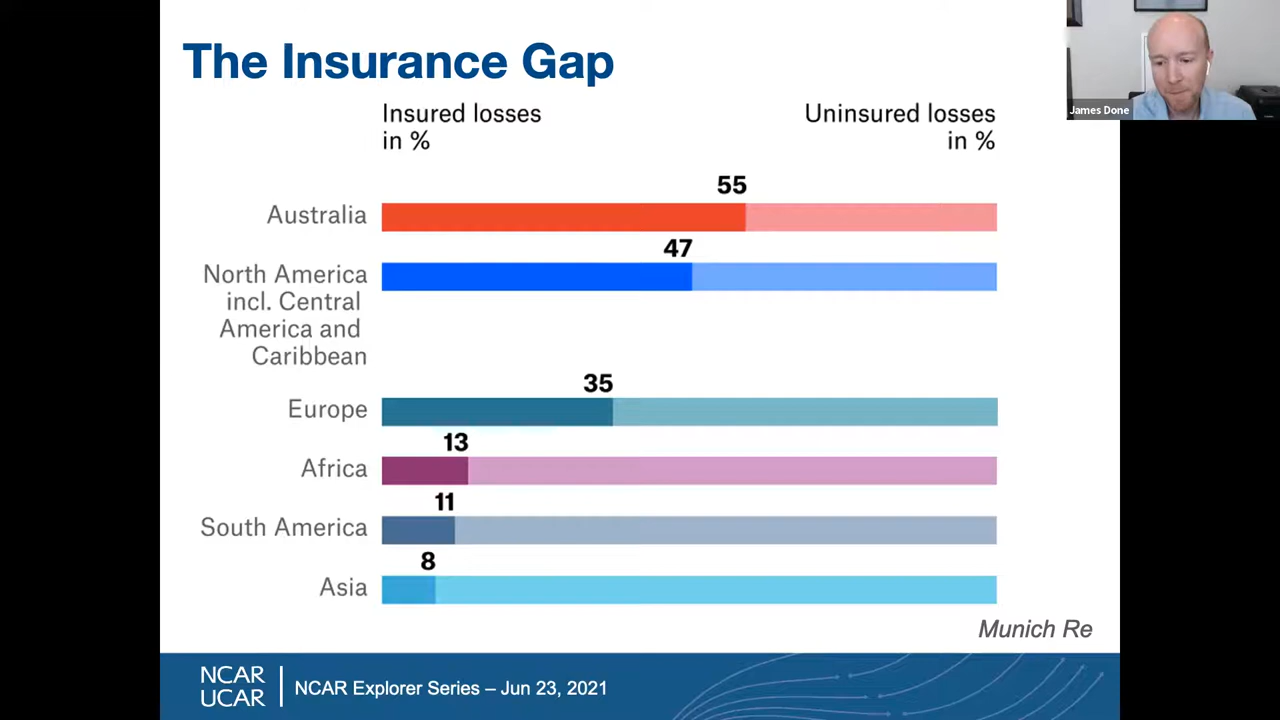 The Insurance Gap
James Done
Insured losses
in %
Uninsured losses
in %
55
Australia
47
North America
incl. Central
America and
Caribbean
35
Europe
13
Africa
11
South America
8
Asia
Munich Re
NCAR
UCAR
NCAR Explorer Series – Jun 23, 2021